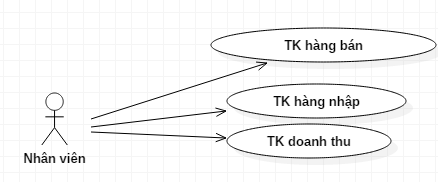 TK hàng bán
TK hàng nhập
TK doanh thu
Nhân viên